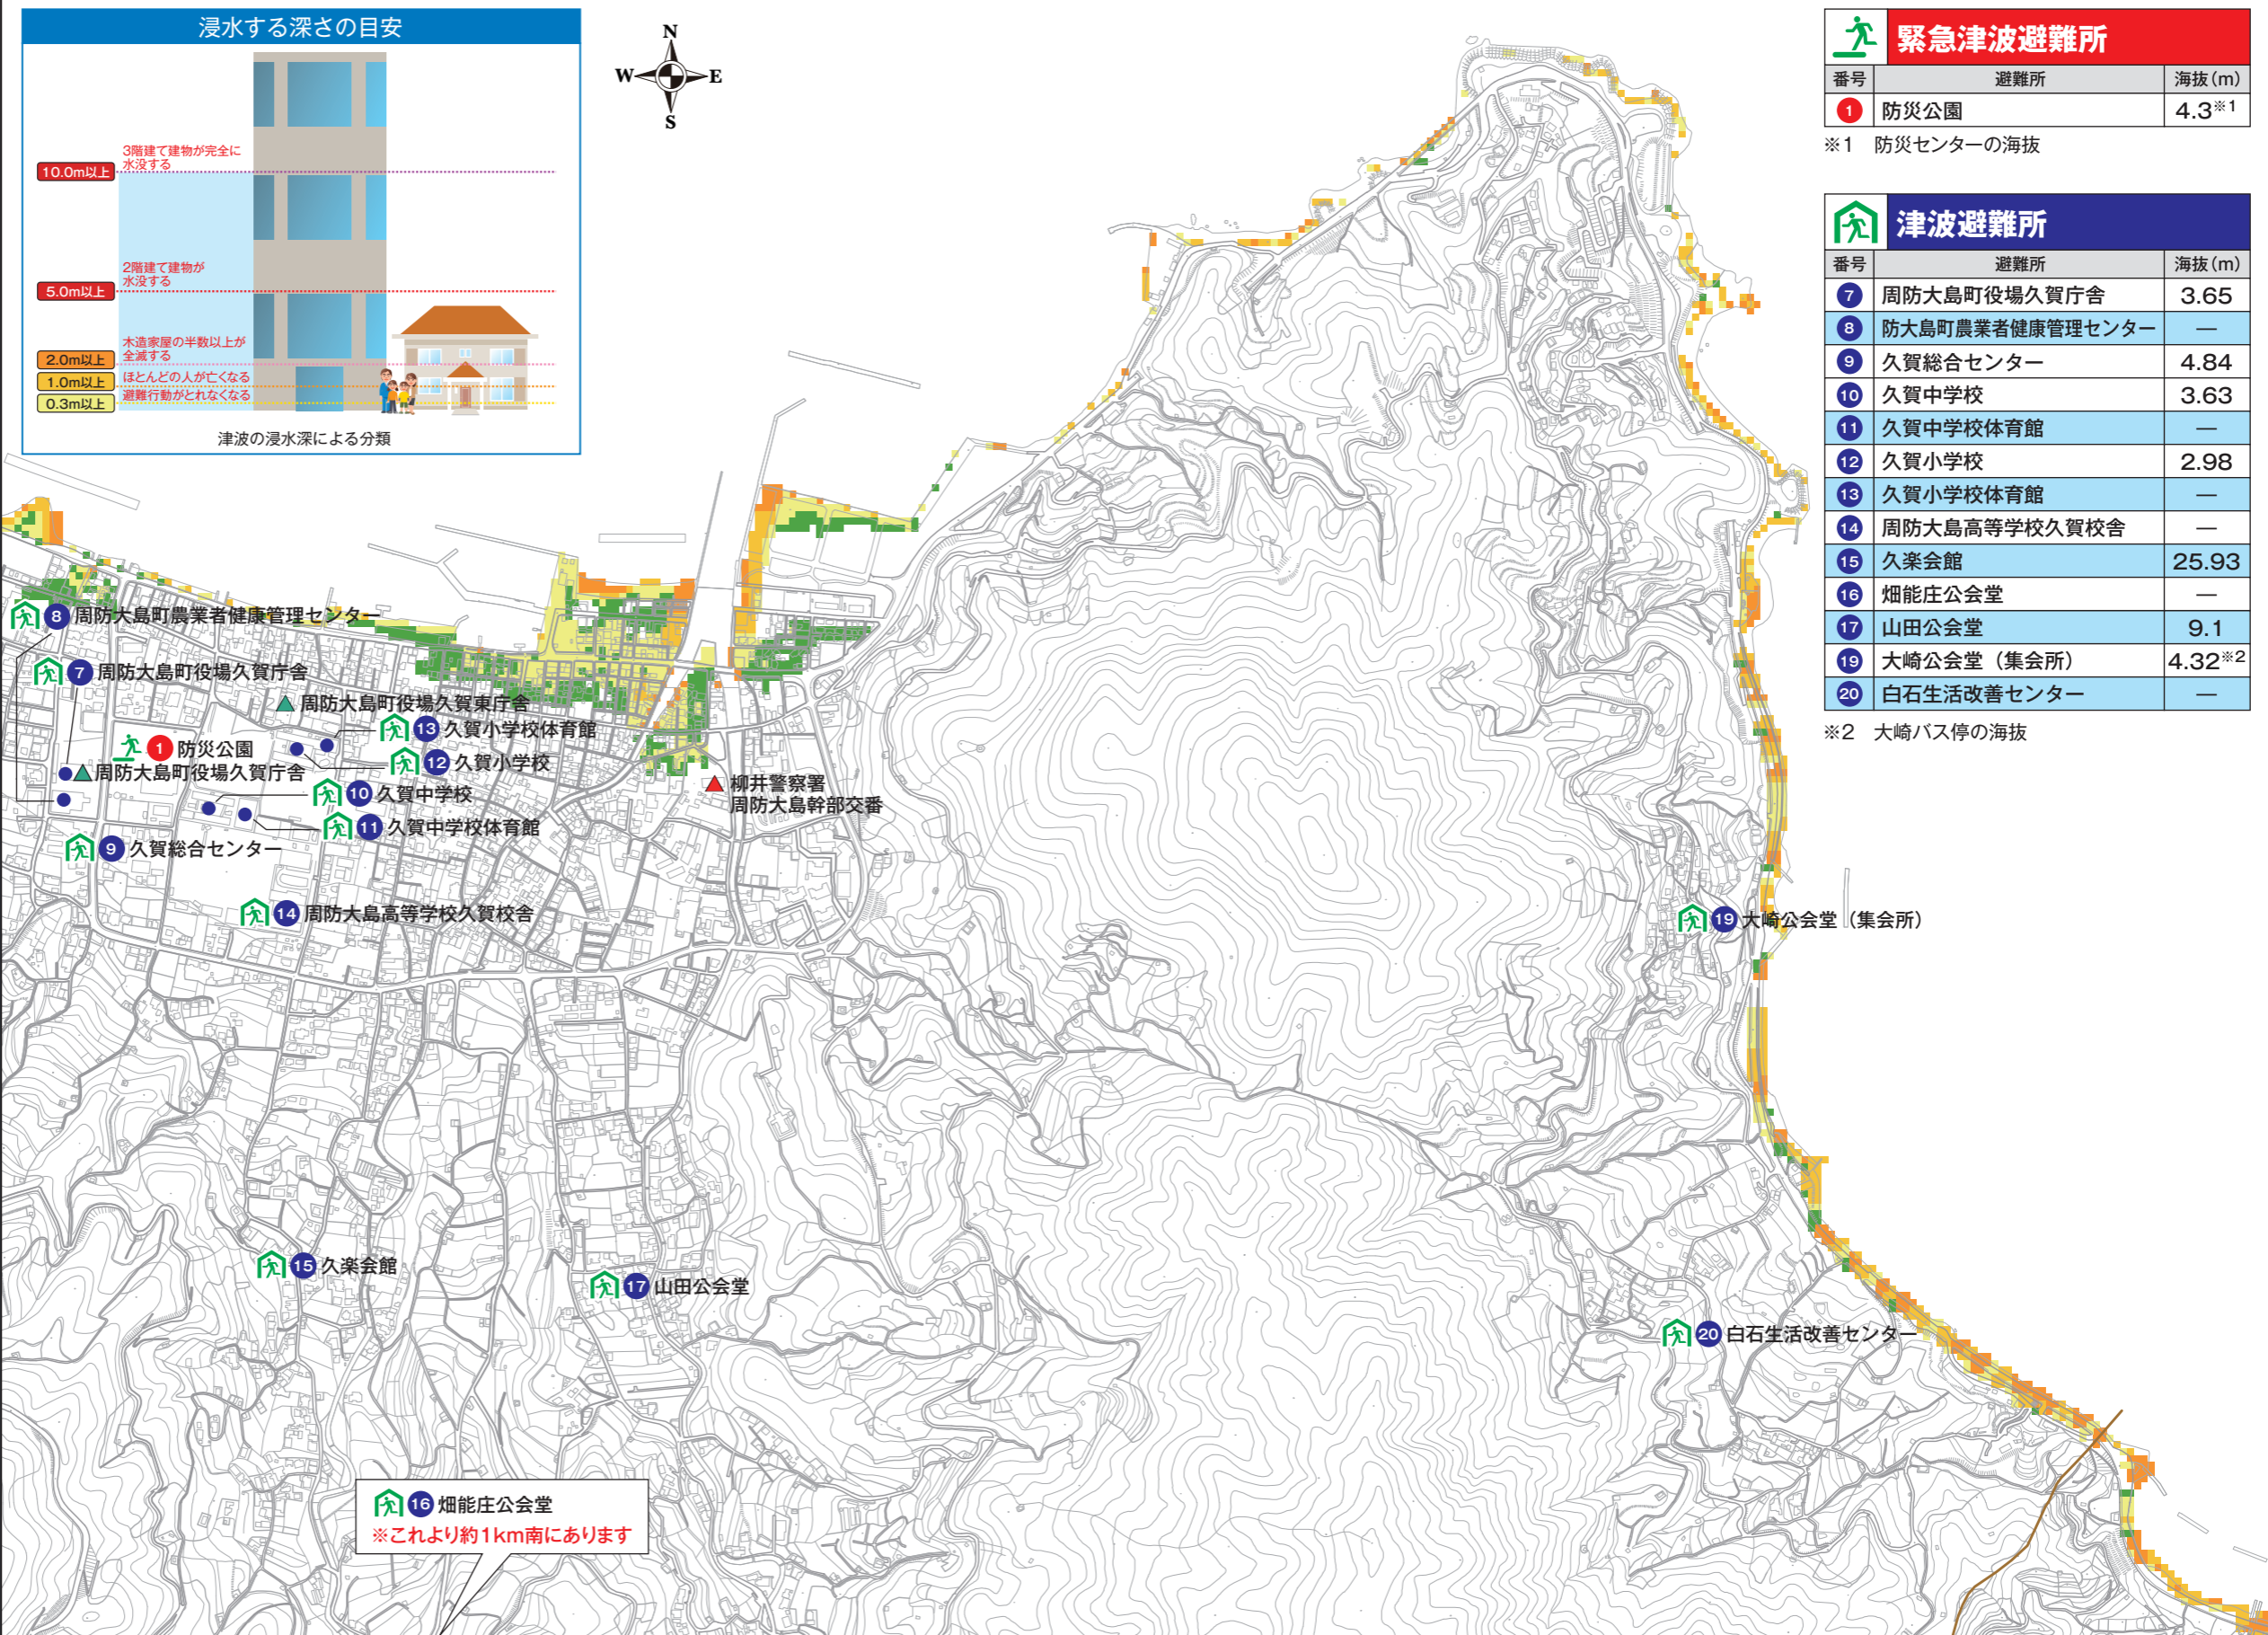 浸水する深さの目安
10.0m以上
3階建て建物が完全に
水没する
5.0m以上
2階建て建物が
水没する
2.0m以上
木造家屋の半数以上が
全滅する
1.0m以上
ほとんどの人が亡くなる
0.3m以上
避難行動がとれなくなる
津波の浸水深による分類
N
W E
S
緊急津波避難所
番号 避難所 海抜(m)
1 防災公園 4.3※1
※1 防災センターの海抜
津波避難所
番号 避難所 海抜(m)
7 周防大島町役場久賀庁舎 3.65
8 防大島町農業者健康管理センター —
9 久賀総合センター 4.84
10 久賀中学校 3.63
11 久賀中学校体育館 —
12 久賀小学校 2.98
13 久賀小学校体育館 —
14 周防大島高等学校久賀校舎 —
15 久楽会館 25.93
16 畑能庄公会堂 —
17 山田公会堂 9.1
19 大崎公会堂（集会所） 4.32※2
20 白石生活改善センター —
※2 大崎バス停の海抜
8 周防大島町農業者健康管理センター
7 周防大島町役場久賀庁舎
周防大島町役場久賀東庁舎
13 久賀小学校体育館
1 防災公園
12 久賀小学校
周防大島町役場久賀庁舎
柳井警察署
周防大島幹部交番
10 久賀中学校
11 久賀中学校体育館
9 久賀総合センター
14 周防大島高等学校久賀校舎
19 大崎公会堂（集会所）
15 久楽会館
17 山田公会堂
20 白石生活改善センター
16 畑能庄公会堂
※これより約1km南にあります